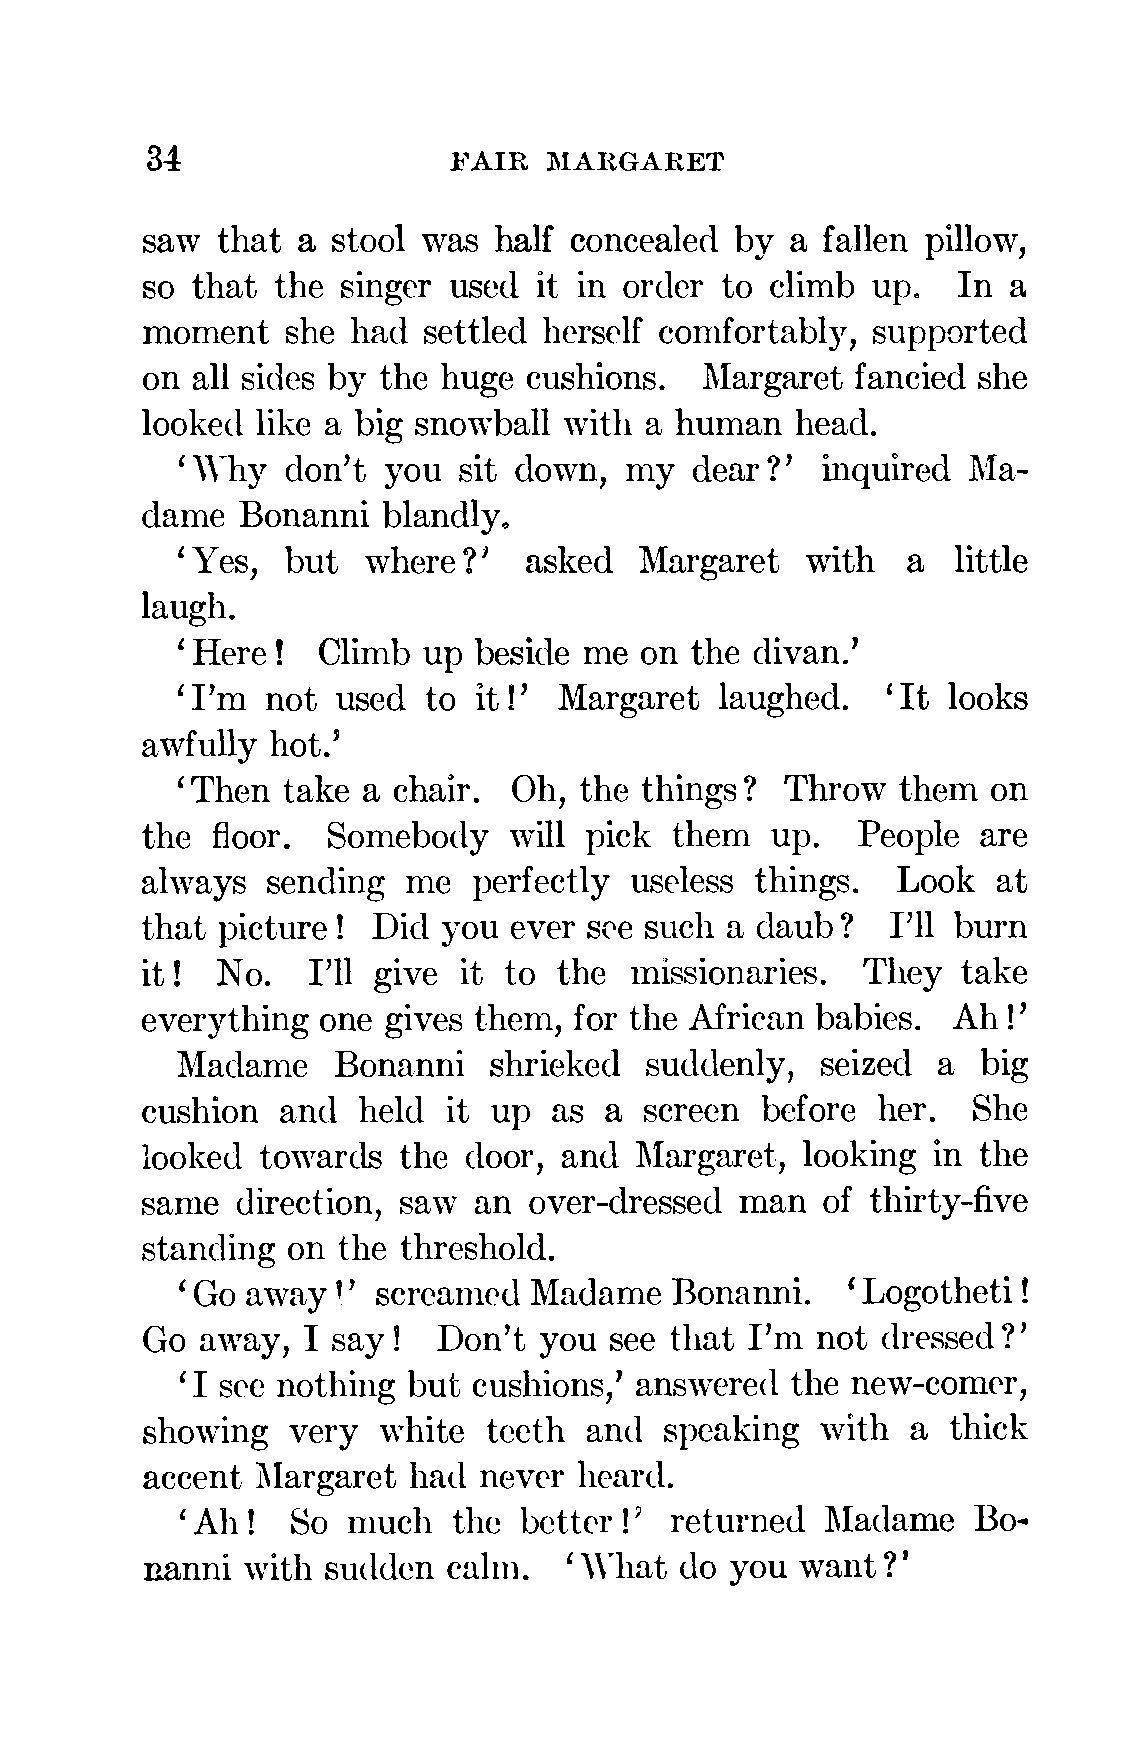 34 FAIR MARGARET
saw that a stool was half concealed by a fallen pillow,
so that the singer used it in order to climb up. In a
moment she had settled herself comfortably, supported
on all sides by the huge cushions. Margaret fancied she
looked like a big snowball with a human head.
‘Why don’t you sit down, my dear?’ inquired Ma-
dame Bonanni blandly.
‘Yes, but where?’ asked Margaret with a little
laugh.
‘Here! Climb up beside me on the divan.’
‘I’m not used to it!’ Margaret laughed. ‘It looks
awfully hot.’
‘Then take a chair. Oh, the things? Throw them on
the floor. Somebody will pick them up. People are
always sending me perfectly useless things. Look at
that picture! Did you ever see such a daub? I’ll burn
it! No. I’ll give it to the missionaries. They take
everything one gives them, for the African babies. Ah!’
Madame Bonanni shrieked suddenly, seized a big
cushion and held it up as a screen before her. She
looked towards the door, and Margaret, looking in the
same direction, saw an over-dressed man of thirty-five
standing on the threshold.
‘Go away!’ screamed Madame Bonanni. ‘Logotheti!
Go away, I say! Don’t you see that I’m not dressed?’
‘I see nothing but cushions,’ answered the new-comer,
showing very white teeth and speaking with a thick
accent Margaret had never heard.
‘Ah! So much the better!’ returned Madame Bo-
nanni with sudden calm. ‘What do you want?’